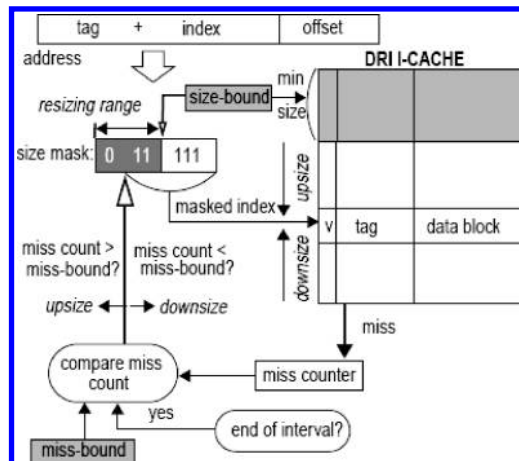 tag + index offset
address
DRI I-CACHE
resizing range
size-bound
min
size
size mask:
0 11 111
upsize
masked index
v tag data block
downsize
miss count > miss count <
miss-bound? miss-bound?
upsize downsize
miss
compare miss
count
miss counter
yes
end of interval?
miss-bound